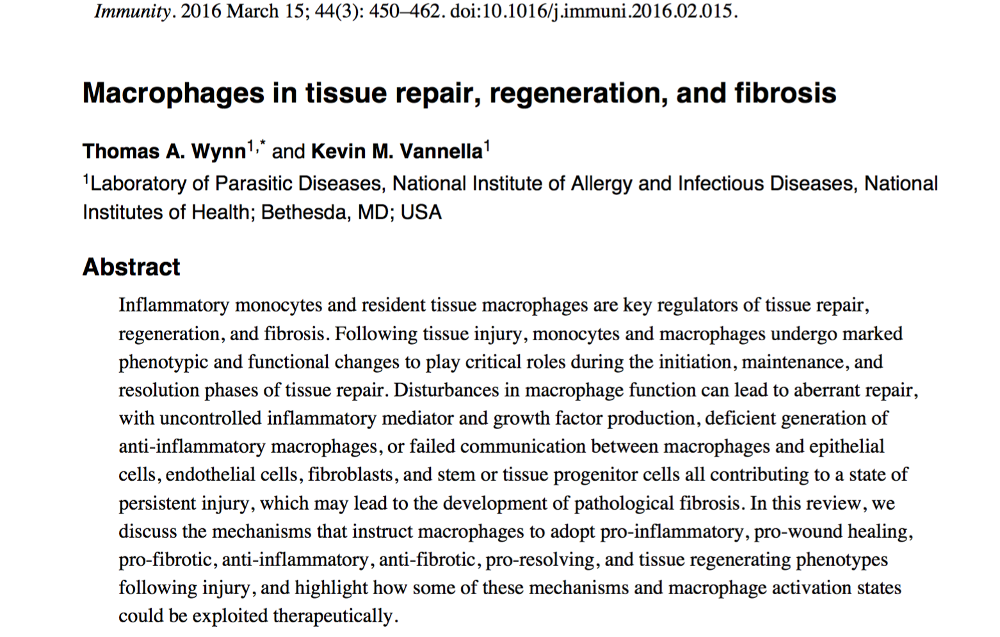 Immunity. 2016 March 15; 44(3): 450–462. doi:10.1016/j.immuni.2016.02.015.
Macrophages in tissue repair, regeneration, and fibrosis
Thomas A. Wynn1,* and Kevin M. Vannella1
1Laboratory of Parasitic Diseases, National Institute of Allergy and Infectious Diseases, National
Institutes of Health; Bethesda, MD; USA
Abstract
Inflammatory monocytes and resident tissue macrophages are key regulators of tissue repair,
regeneration, and fibrosis. Following tissue injury, monocytes and macrophages undergo marked
phenotypic and functional changes to play critical roles during the initiation, maintenance, and
resolution phases of tissue repair. Disturbances in macrophage function can lead to aberrant repair,
with uncontrolled inflammatory mediator and growth factor production, deficient generation of
anti-inflammatory macrophages, or failed communication between macrophages and epithelial
cells, endothelial cells, fibroblasts, and stem or tissue progenitor cells all contributing to a state of
persistent injury, which may lead to the development of pathological fibrosis. In this review, we
discuss the mechanisms that instruct macrophages to adopt pro-inflammatory, pro-wound healing,
pro-fibrotic, anti-inflammatory, anti-fibrotic, pro-resolving, and tissue regenerating phenotypes
following injury, and highlight how some of these mechanisms and macrophage activation states
could be exploited therapeutically.